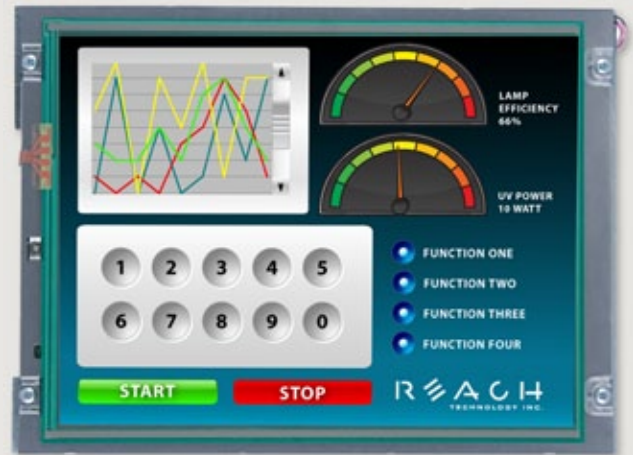 LAMP
EFFICIENCY
66%
UV POWER
10 WATT
1 2 3 4 5
6 7 8 9 0
FUNCTION ONE
FUNCTION TWO
FUNCTION THREE
FUNCTION FOUR
START
STOP
REACH
TECHNOLOGY INC.